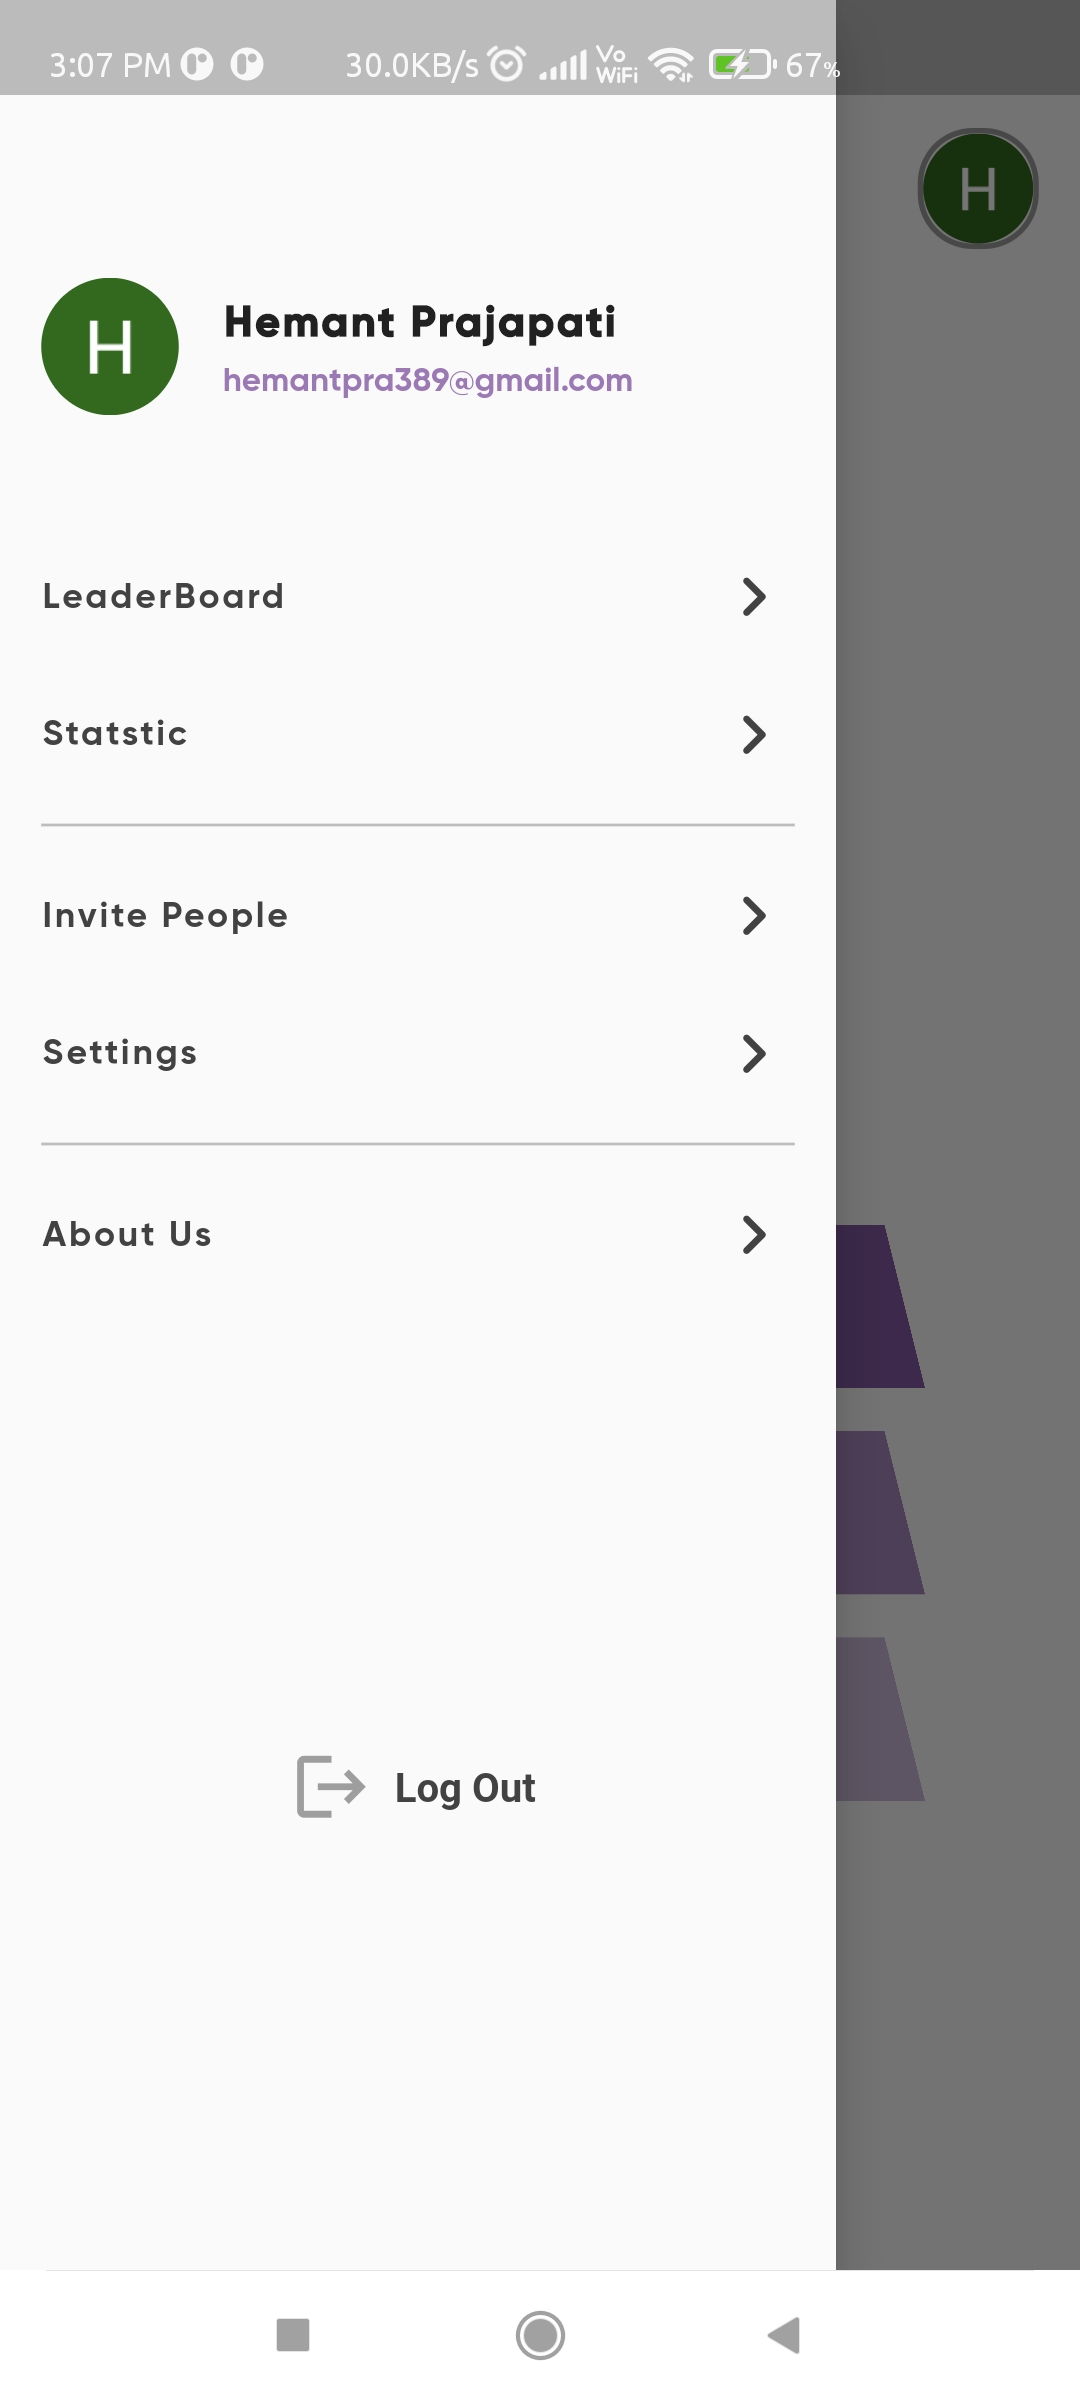 3:07 PM 30.0KB/s Vo WiFi 67%
H
H
Hemant Prajapati
hemantpra389@gmail.com
LeaderBoard
Statstic
Invite People
Settings
About Us
Log Out